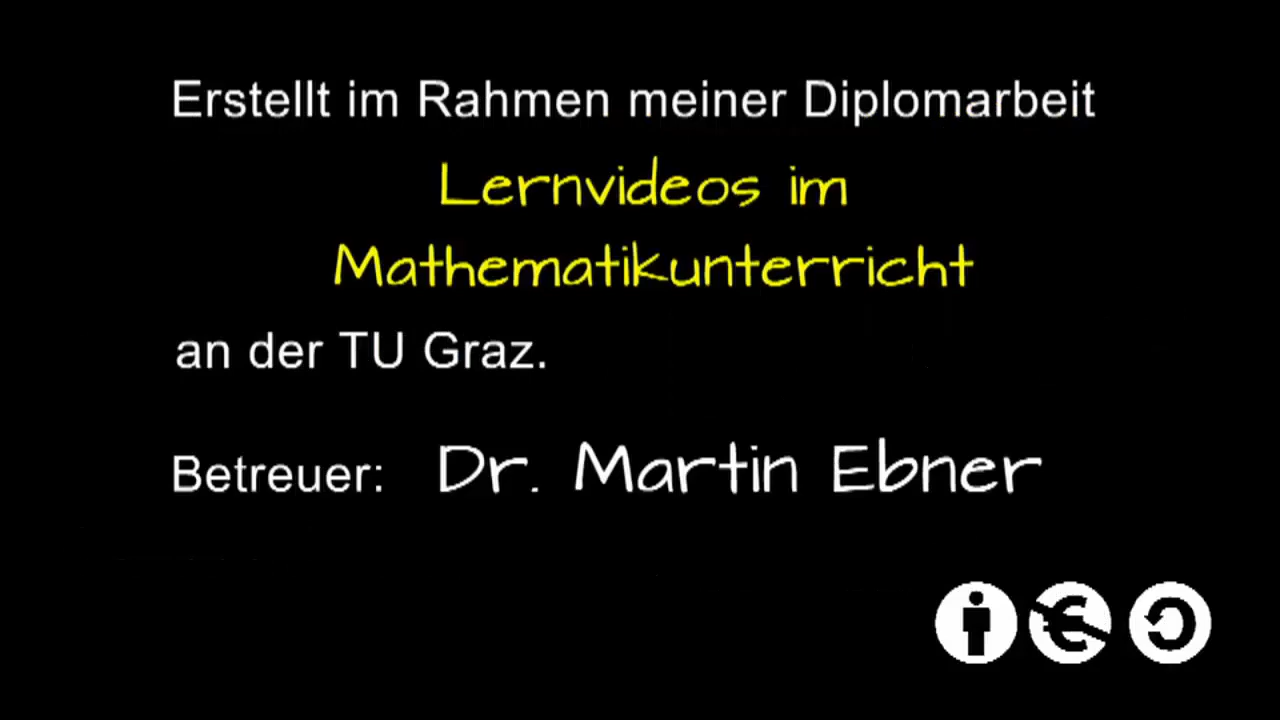 Erstellt im Rahmen meiner Diplomarbeit
Lernvideos im
Mathematikunterricht
an der TU Graz.
Betreuer: Dr. Martin Ebner